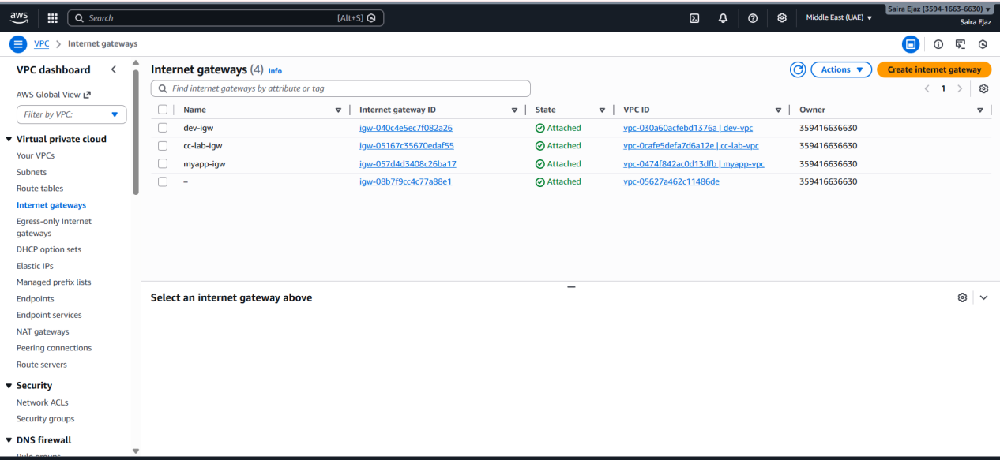 aws
Search [Alt+S]
Middle East (UAE)
Saira Ejaz (3594-1663-6630)
Saira Ejaz
VPC > Internet gateways
VPC dashboard
AWS Global View
Filter by VPC:
Virtual private cloud
Your VPCs
Subnets
Route tables
Internet gateways
Egress-only Internet
gateways
DHCP option sets
Elastic IPs
Managed prefix lists
Endpoints
Endpoint services
NAT gateways
Peering connections
Route servers
Security
Network ACLs
Security groups
DNS firewall
Rule groups
Internet gateways (4) Info
Actions
Create internet gateway
Find internet gateways by attribute or tag
1
Name Internet gateway ID State VPC ID Owner
dev-igw igw-040c4e5ec7f082a26 Attached vpc-030a60acfebd1376a | dev-vpc 359416636630
cc-lab-igw igw-05167c35670edaf55 Attached vpc-0cafe5defa7d6a12e | cc-lab-vpc 359416636630
myapp-igw igw-057d4d3408c26ba17 Attached vpc-0474f842ac0d13dfb | myapp-vpc 359416636630
– igw-08b7f9cc4c77a88e1 Attached vpc-05627a462c11486de 359416636630
Select an internet gateway above